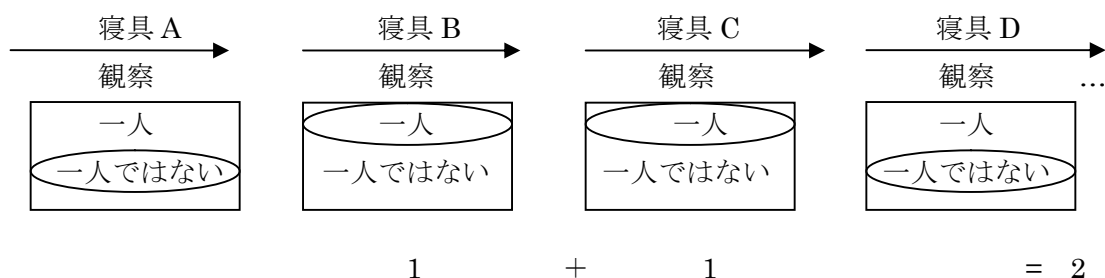 寝具 A 寝具 B 寝具 C 寝具 D
観察 観察 観察 観察 …
一人 一人 一人 一人
一人ではない 一人ではない 一人ではない 一人ではない
1 + 1 = 2